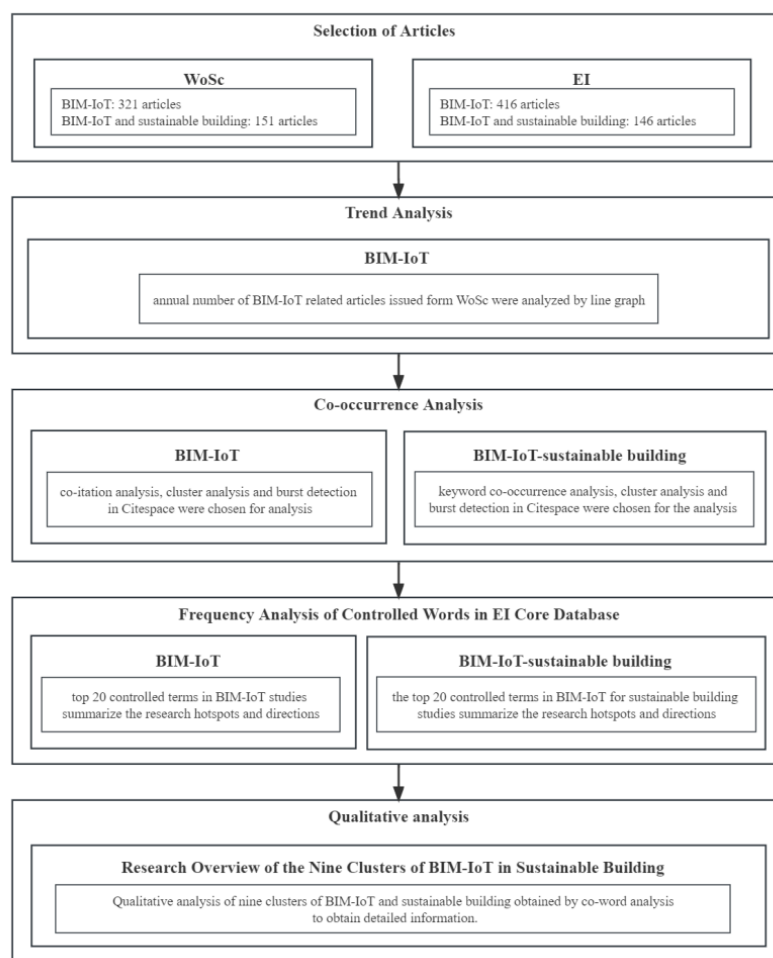 Selection of Articles
WoSc
BIM-IoT: 321 articles
BIM-IoT and sustainable building: 151 articles
EI
BIM-IoT: 416 articles
BIM-IoT and sustainable building: 146 articles
Trend Analysis
BIM-IoT
annual number of BIM-IoT related articles issued form WoSc were analyzed by line graph
Co-occurrence Analysis
BIM-IoT
co-itation analysis, cluster analysis and burst detection
in Citespace were chosen for analysis
BIM-IoT-sustainable building
keyword co-occurrence analysis, cluster analysis and
burst detection in Citespace were chosen for the analysis
Frequency Analysis of Controlled Words in EI Core Database
BIM-IoT
top 20 controlled terms in BIM-IoT studies
summarize the research hotspots and directions
BIM-IoT-sustainable building
the top 20 controlled terms in BIM-IoT for sustainable building
studies summarize the research hotspots and directions
Qualitative analysis
Research Overview of the Nine Clusters of BIM-IoT in Sustainable Building
Qualitative analysis of nine clusters of BIM-IoT and sustainable building obtained by co-word analysis
to obtain detailed information.